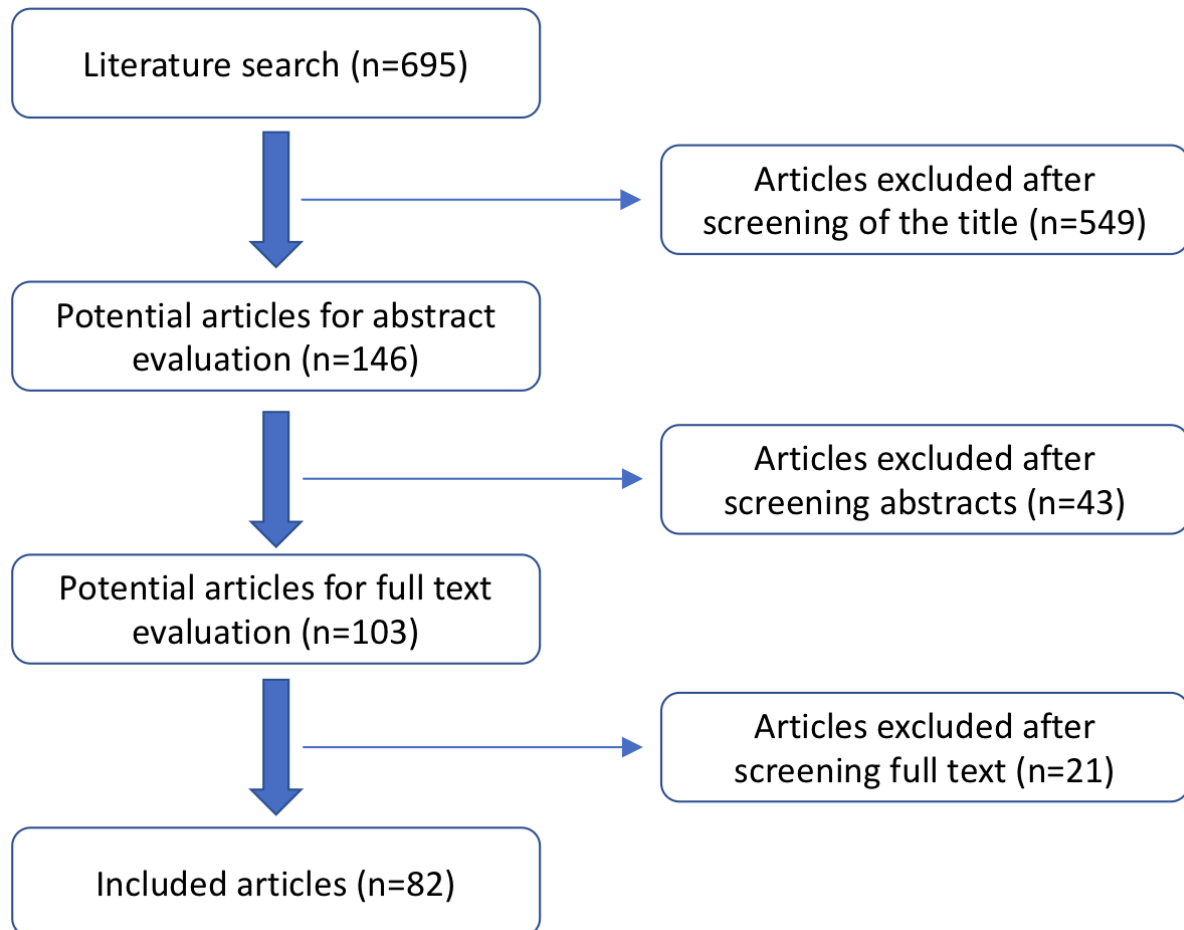 Literature search (n=695)
Articles excluded after
screening of the title (n=549)
Potential articles for abstract
evaluation (n=146)
Articles excluded after
screening abstracts (n=43)
Potential articles for full text
evaluation (n=103)
Articles excluded after
screening full text (n=21)
Included articles (n=82)